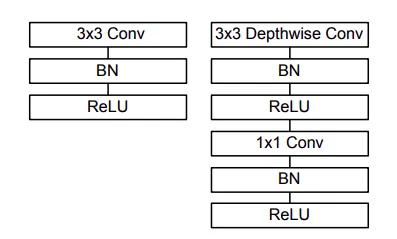 3x3 Conv
BN
ReLU
3x3 Depthwise Conv
BN
ReLU
1x1 Conv
BN
ReLU